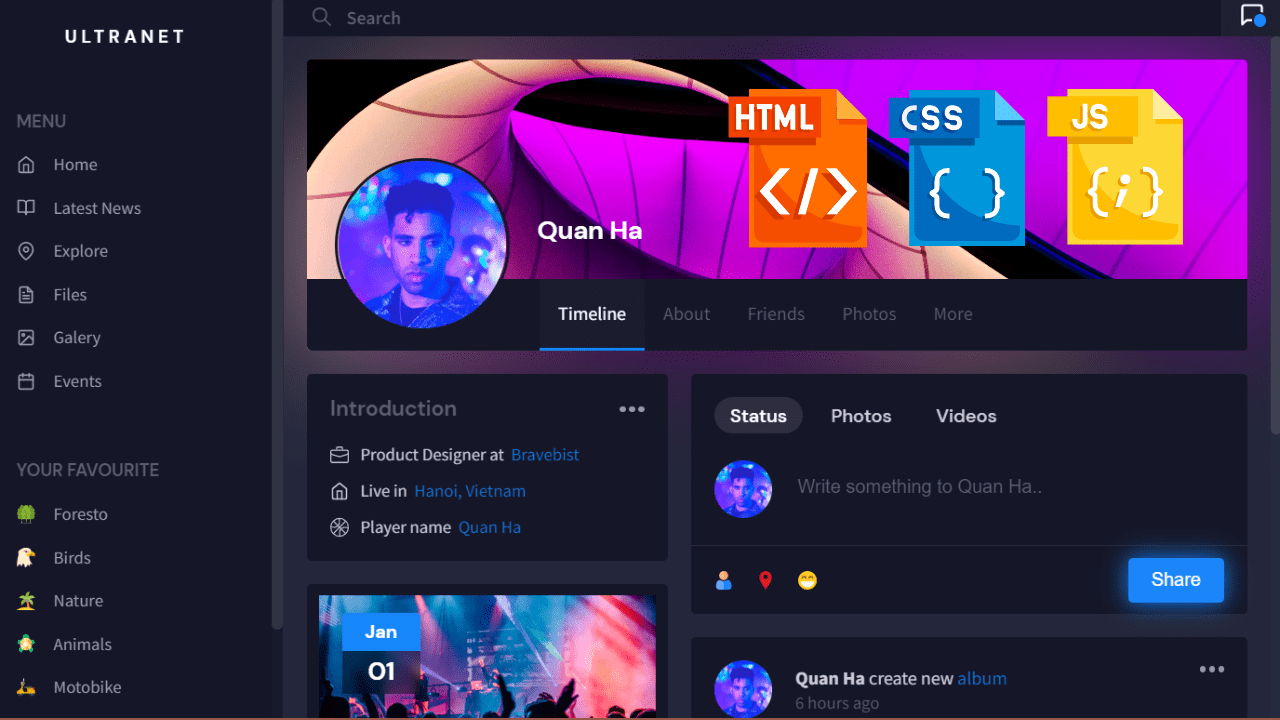 ULTRANET
Search
MENU
Home
Latest News
Explore
Files
Galery
Events
YOUR FAVOURITE
Foresto
Birds
Nature
Animals
Motobike
HTML
</>
CSS
{ }
JS
{;}
Quan Ha
Timeline About Friends Photos More
Introduction
Product Designer at Bravebist
Live in Hanoi, Vietnam
Player name Quan Ha
Jan
01
Status Photos Videos
Write something to Quan Ha..
Share
Quan Ha create new album
6 hours ago